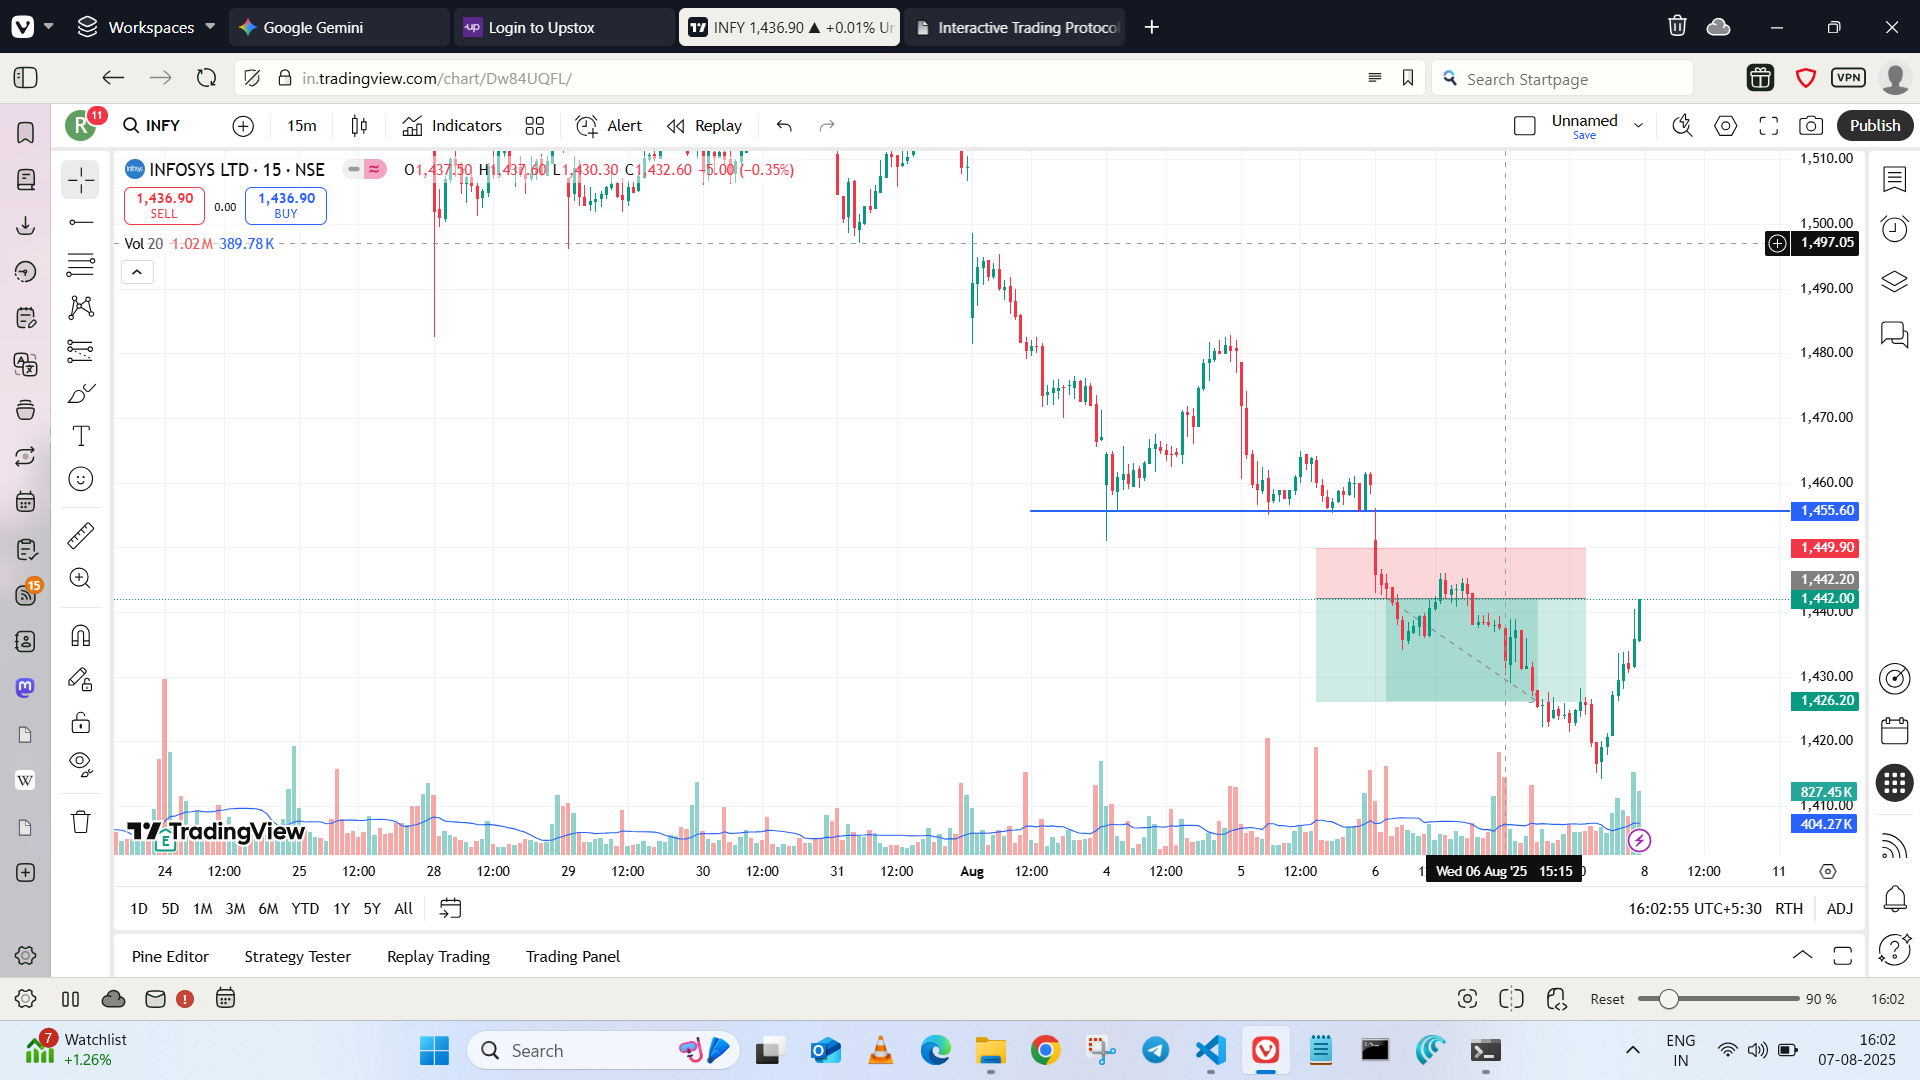 Workspaces
Google Gemini
Login to Upstox
INFY 1,436.90 ▲ +0.01% Un
Interactive Trading Protoco
in.tradingview.com/chart/Dw84UQFL/
Search Startpage
VPN
R
11
INFY
15m
Indicators
Alert
Replay
Unnamed
Save
Publish
INFOSYS LTD · 15 · NSE
O1,437.50 H1,437.60 L1,430.30 C1,432.60 −5.00 (−0.35%)
1,436.90
SELL
0.00
1,436.90
BUY
Vol 20 1.02M 389.78K
1,510.00
1,500.00
1,497.05
1,490.00
1,480.00
1,470.00
1,460.00
1,455.60
1,449.90
1,442.20
1,442.00
1,440.00
1,430.00
1,426.20
1,420.00
827.45K
1,410.00
404.27K
TradingView
E
24 12:00 25 12:00 28 12:00 29 12:00 30 12:00 31 12:00 Aug 12:00 4 12:00 5 12:00 6 Wed 06 Aug '25 15:15 8 12:00 11
1D 5D 1M 3M 6M YTD 1Y 5Y All
16:02:55 UTC+5:30 RTH ADJ
Pine Editor
Strategy Tester
Replay Trading
Trading Panel
15
W
Reset
90 %
16:02
7
Watchlist
+1.26%
Search
ENG
IN
16:02
07-08-2025